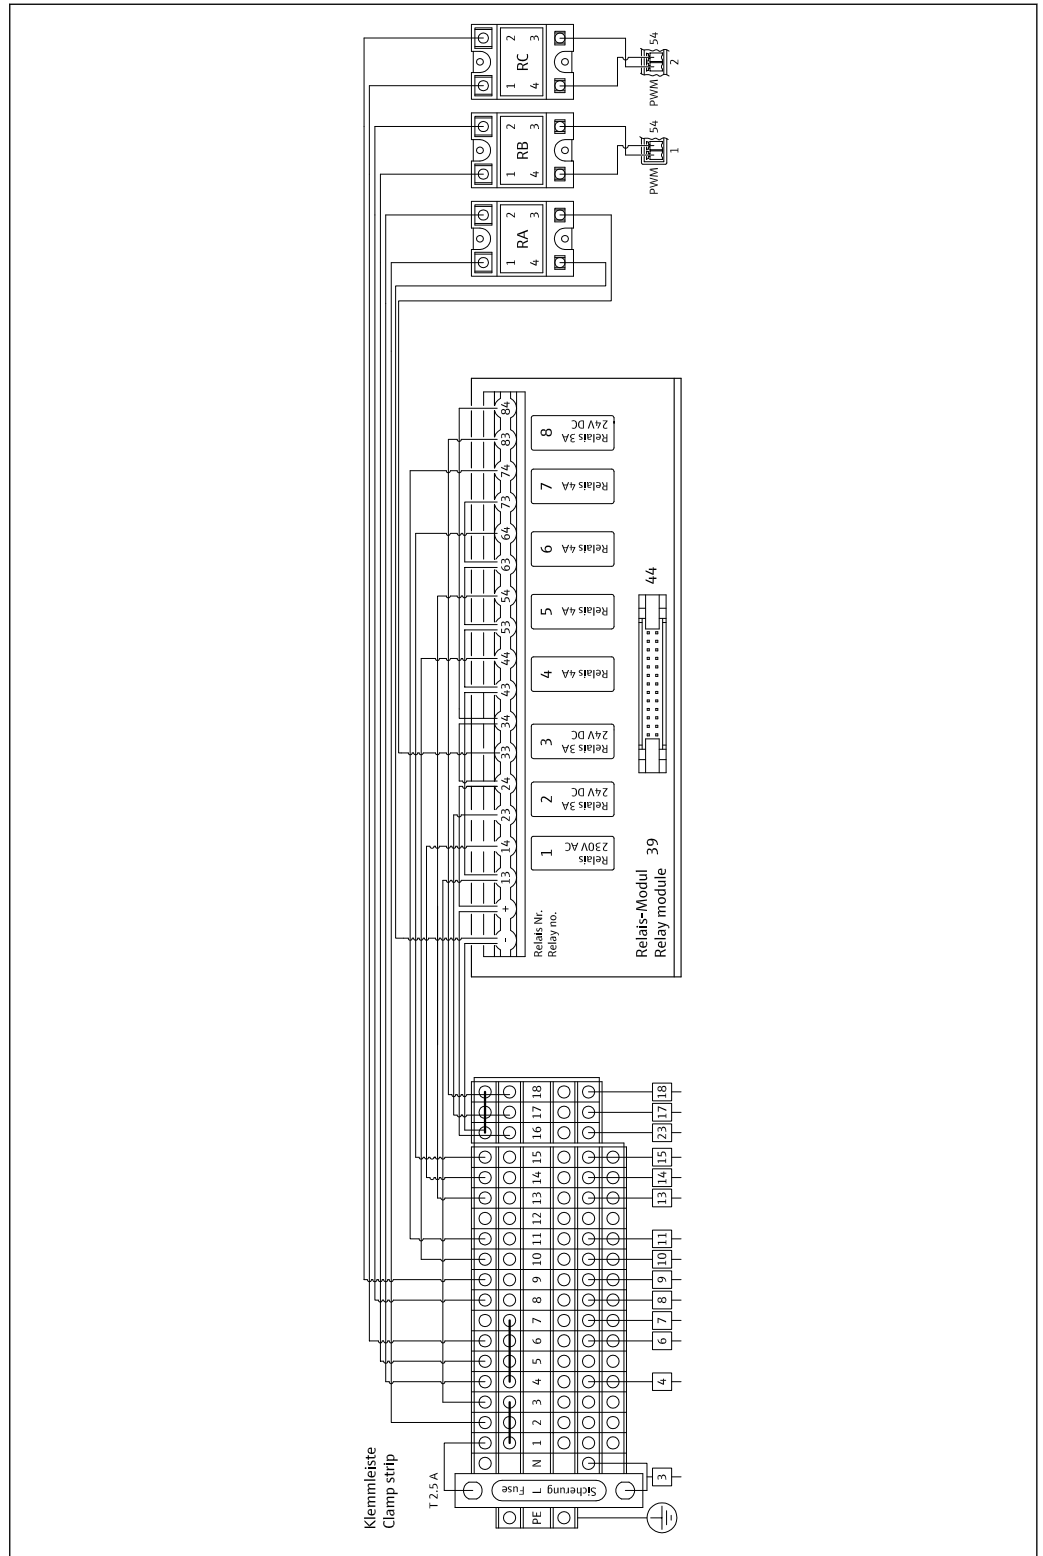 Klemmleiste
Clamp strip
T 2.5 A
PE
Sicherung L Fuse
N
1
2
3
4
5
6
7
8
9
10
11
12
13
14
15
16
17
18
3
4
6
7
8
9
10
11
13
14
15
23
17
18
Relais-Modul 39
Relay module
44
Relais Nr.
Relay no.
-
+
13
14
23
24
33
34
43
44
53
54
63
64
73
74
83
84
1
Relais
230V AC
2
Relais 3A
24V DC
3
Relais 3A
24V DC
4
Relais 4A
5
Relais 4A
6
Relais 4A
7
Relais 4A
8
Relais 3A
24V DC
1 2
RA
4 3
1 2
RB
4 3
1 2
RC
4 3
PWM 54
1
PWM 54
2